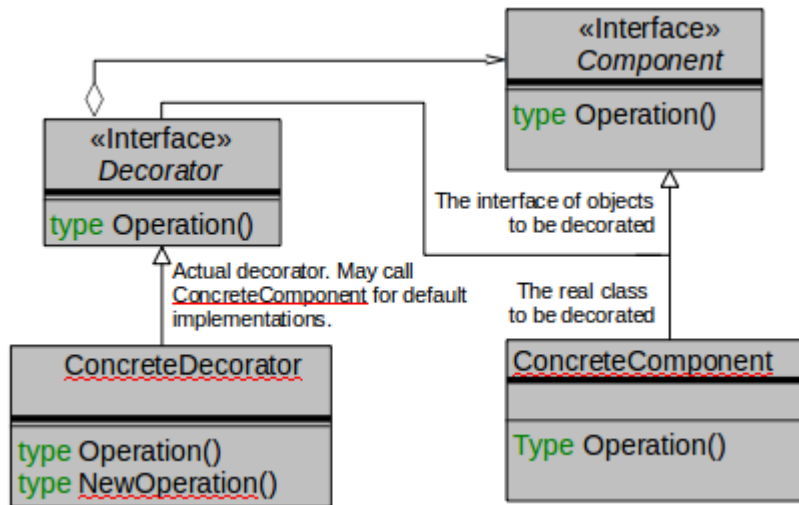 «Interface»
Component
type Operation()
«Interface»
Decorator
type Operation()
The interface of objects
to be decorated
Actual decorator. May call
ConcreteComponent for default
implementations.
The real class
to be decorated
ConcreteDecorator
type Operation()
type NewOperation()
ConcreteComponent
Type Operation()